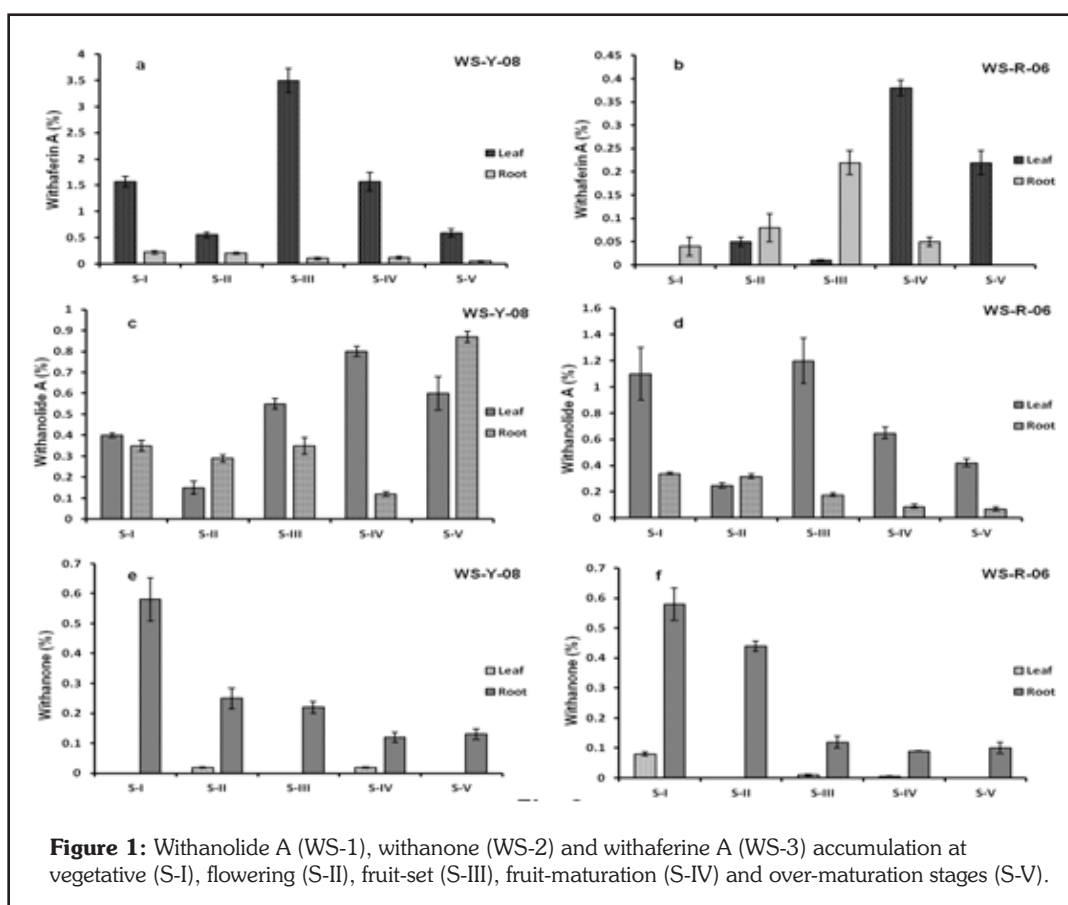 a
WS-Y-08
Withaferin A (%)
4
3.5
3
2.5
2
1.5
1
0.5
0
Leaf
Root
S-I S-II S-III S-IV S-V
b
WS-R-06
Withaferin A (%)
0.45
0.4
0.35
0.3
0.25
0.2
0.15
0.1
0.05
0
Leaf
Root
S-I S-II S-III S-IV S-V
c
WS-Y-08
Withanolide A (%)
1
0.9
0.8
0.7
0.6
0.5
0.4
0.3
0.2
0.1
0
Leaf
Root
S-I S-II S-III S-IV S-V
d
WS-R-06
Withanolide A (%)
1.6
1.4
1.2
1
0.8
0.6
0.4
0.2
0
Leaf
Root
S-I S-II S-III S-IV S-V
e
WS-Y-08
Withanone (%)
0.7
0.6
0.5
0.4
0.3
0.2
0.1
0
Leaf
Root
S-I S-II S-III S-IV S-V
f
WS-R-06
Withanone (%)
0.7
0.6
0.5
0.4
0.3
0.2
0.1
0
Leaf
Root
S-I S-II S-III S-IV S-V
Figure 1: Withanolide A (WS-1), withanone (WS-2) and withaferine A (WS-3) accumulation at
vegetative (S-I), flowering (S-II), fruit-set (S-III), fruit-maturation (S-IV) and over-maturation stages (S-V).